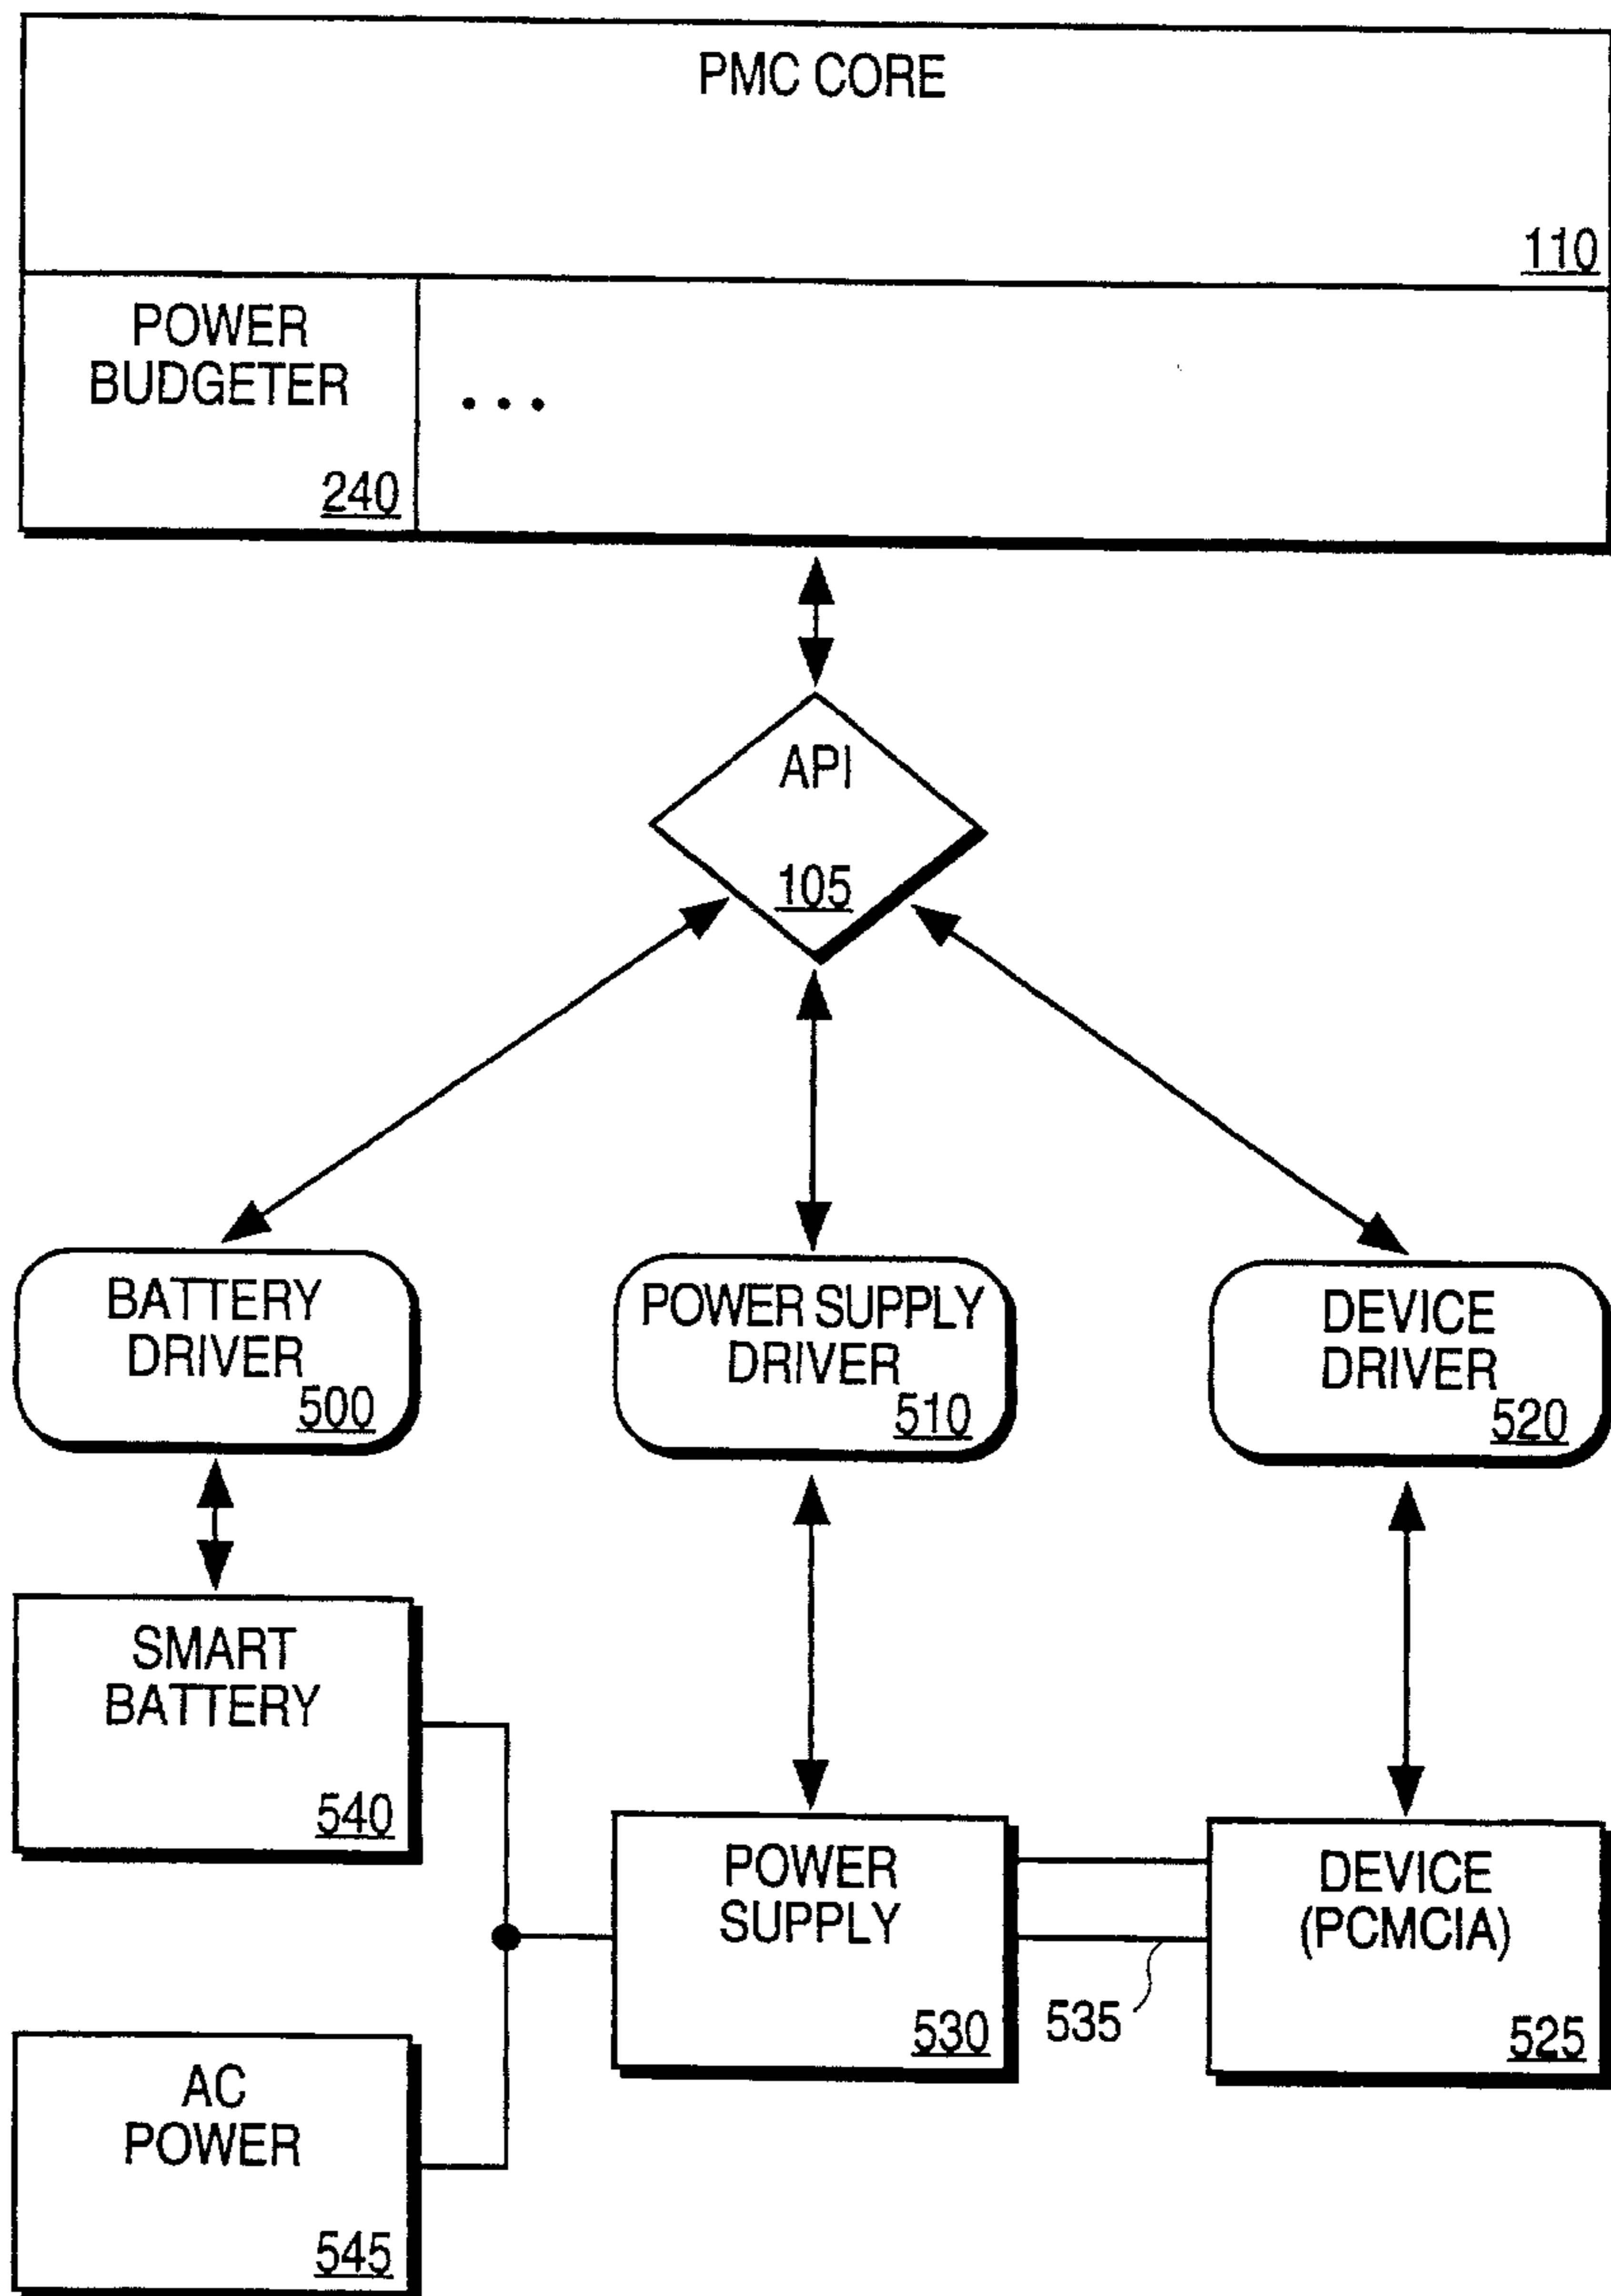 PMC CORE
110
POWER
BUDGETER
240
...
API
105
BATTERY
DRIVER
500
POWER SUPPLY
DRIVER
510
DEVICE
DRIVER
520
SMART
BATTERY
540
POWER
SUPPLY
530
535
DEVICE
(PCMCIA)
525
AC
POWER
545